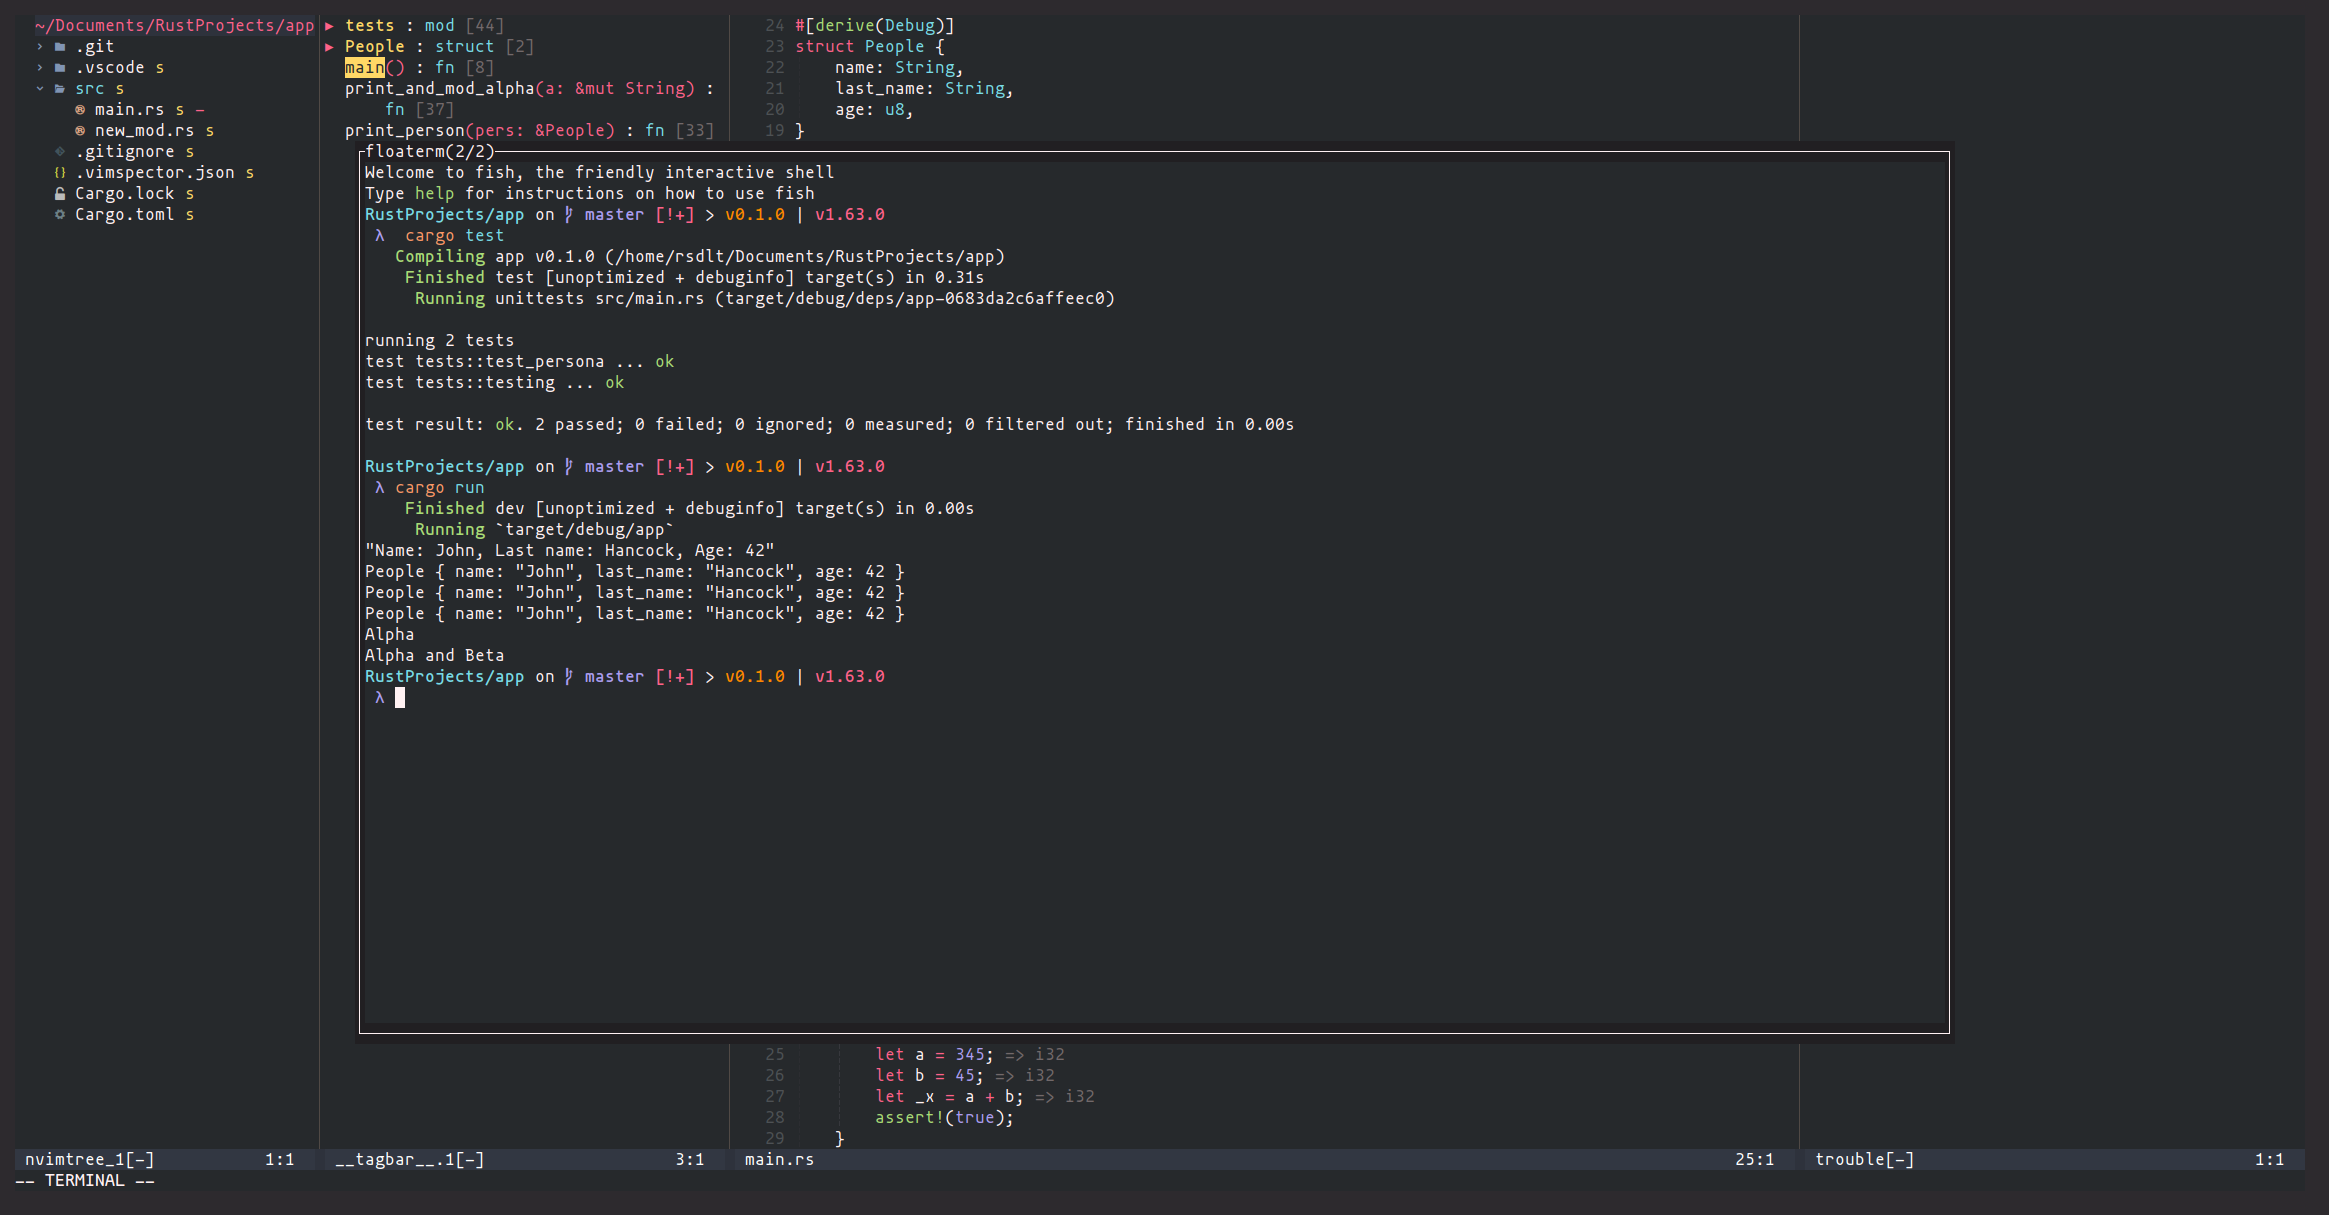 ~/Documents/RustProjects/app
.git
.vscode s
src s
main.rs s –
new_mod.rs s
.gitignore s
{} .vimspector.json s
Cargo.lock s
Cargo.toml s
▸ tests : mod [44]
▸ People : struct [2]
main() : fn [8]
print_and_mod_alpha(a: &mut String) :
fn [37]
print_person(pers: &People) : fn [33]
24 #[derive(Debug)]
23 struct People {
22 name: String,
21 last_name: String,
20 age: u8,
19 }
floaterm(2/2)
Welcome to fish, the friendly interactive shell
Type help for instructions on how to use fish
RustProjects/app on master [!+] > v0.1.0 | v1.63.0
λ cargo test
Compiling app v0.1.0 (/home/rsdlt/Documents/RustProjects/app)
Finished test [unoptimized + debuginfo] target(s) in 0.31s
Running unittests src/main.rs (target/debug/deps/app-0683da2c6affeec0)
running 2 tests
test tests::test_persona ... ok
test tests::testing ... ok
test result: ok. 2 passed; 0 failed; 0 ignored; 0 measured; 0 filtered out; finished in 0.00s
RustProjects/app on master [!+] > v0.1.0 | v1.63.0
λ cargo run
Finished dev [unoptimized + debuginfo] target(s) in 0.00s
Running `target/debug/app`
"Name: John, Last name: Hancock, Age: 42"
People { name: "John", last_name: "Hancock", age: 42 }
People { name: "John", last_name: "Hancock", age: 42 }
People { name: "John", last_name: "Hancock", age: 42 }
Alpha
Alpha and Beta
RustProjects/app on master [!+] > v0.1.0 | v1.63.0
λ
25 let a = 345; => i32
26 let b = 45; => i32
27 let _x = a + b; => i32
28 assert!(true);
29 }
nvimtree_1[-] 1:1
__tagbar__.1[-] 3:1
main.rs 25:1
trouble[-] 1:1
-- TERMINAL --